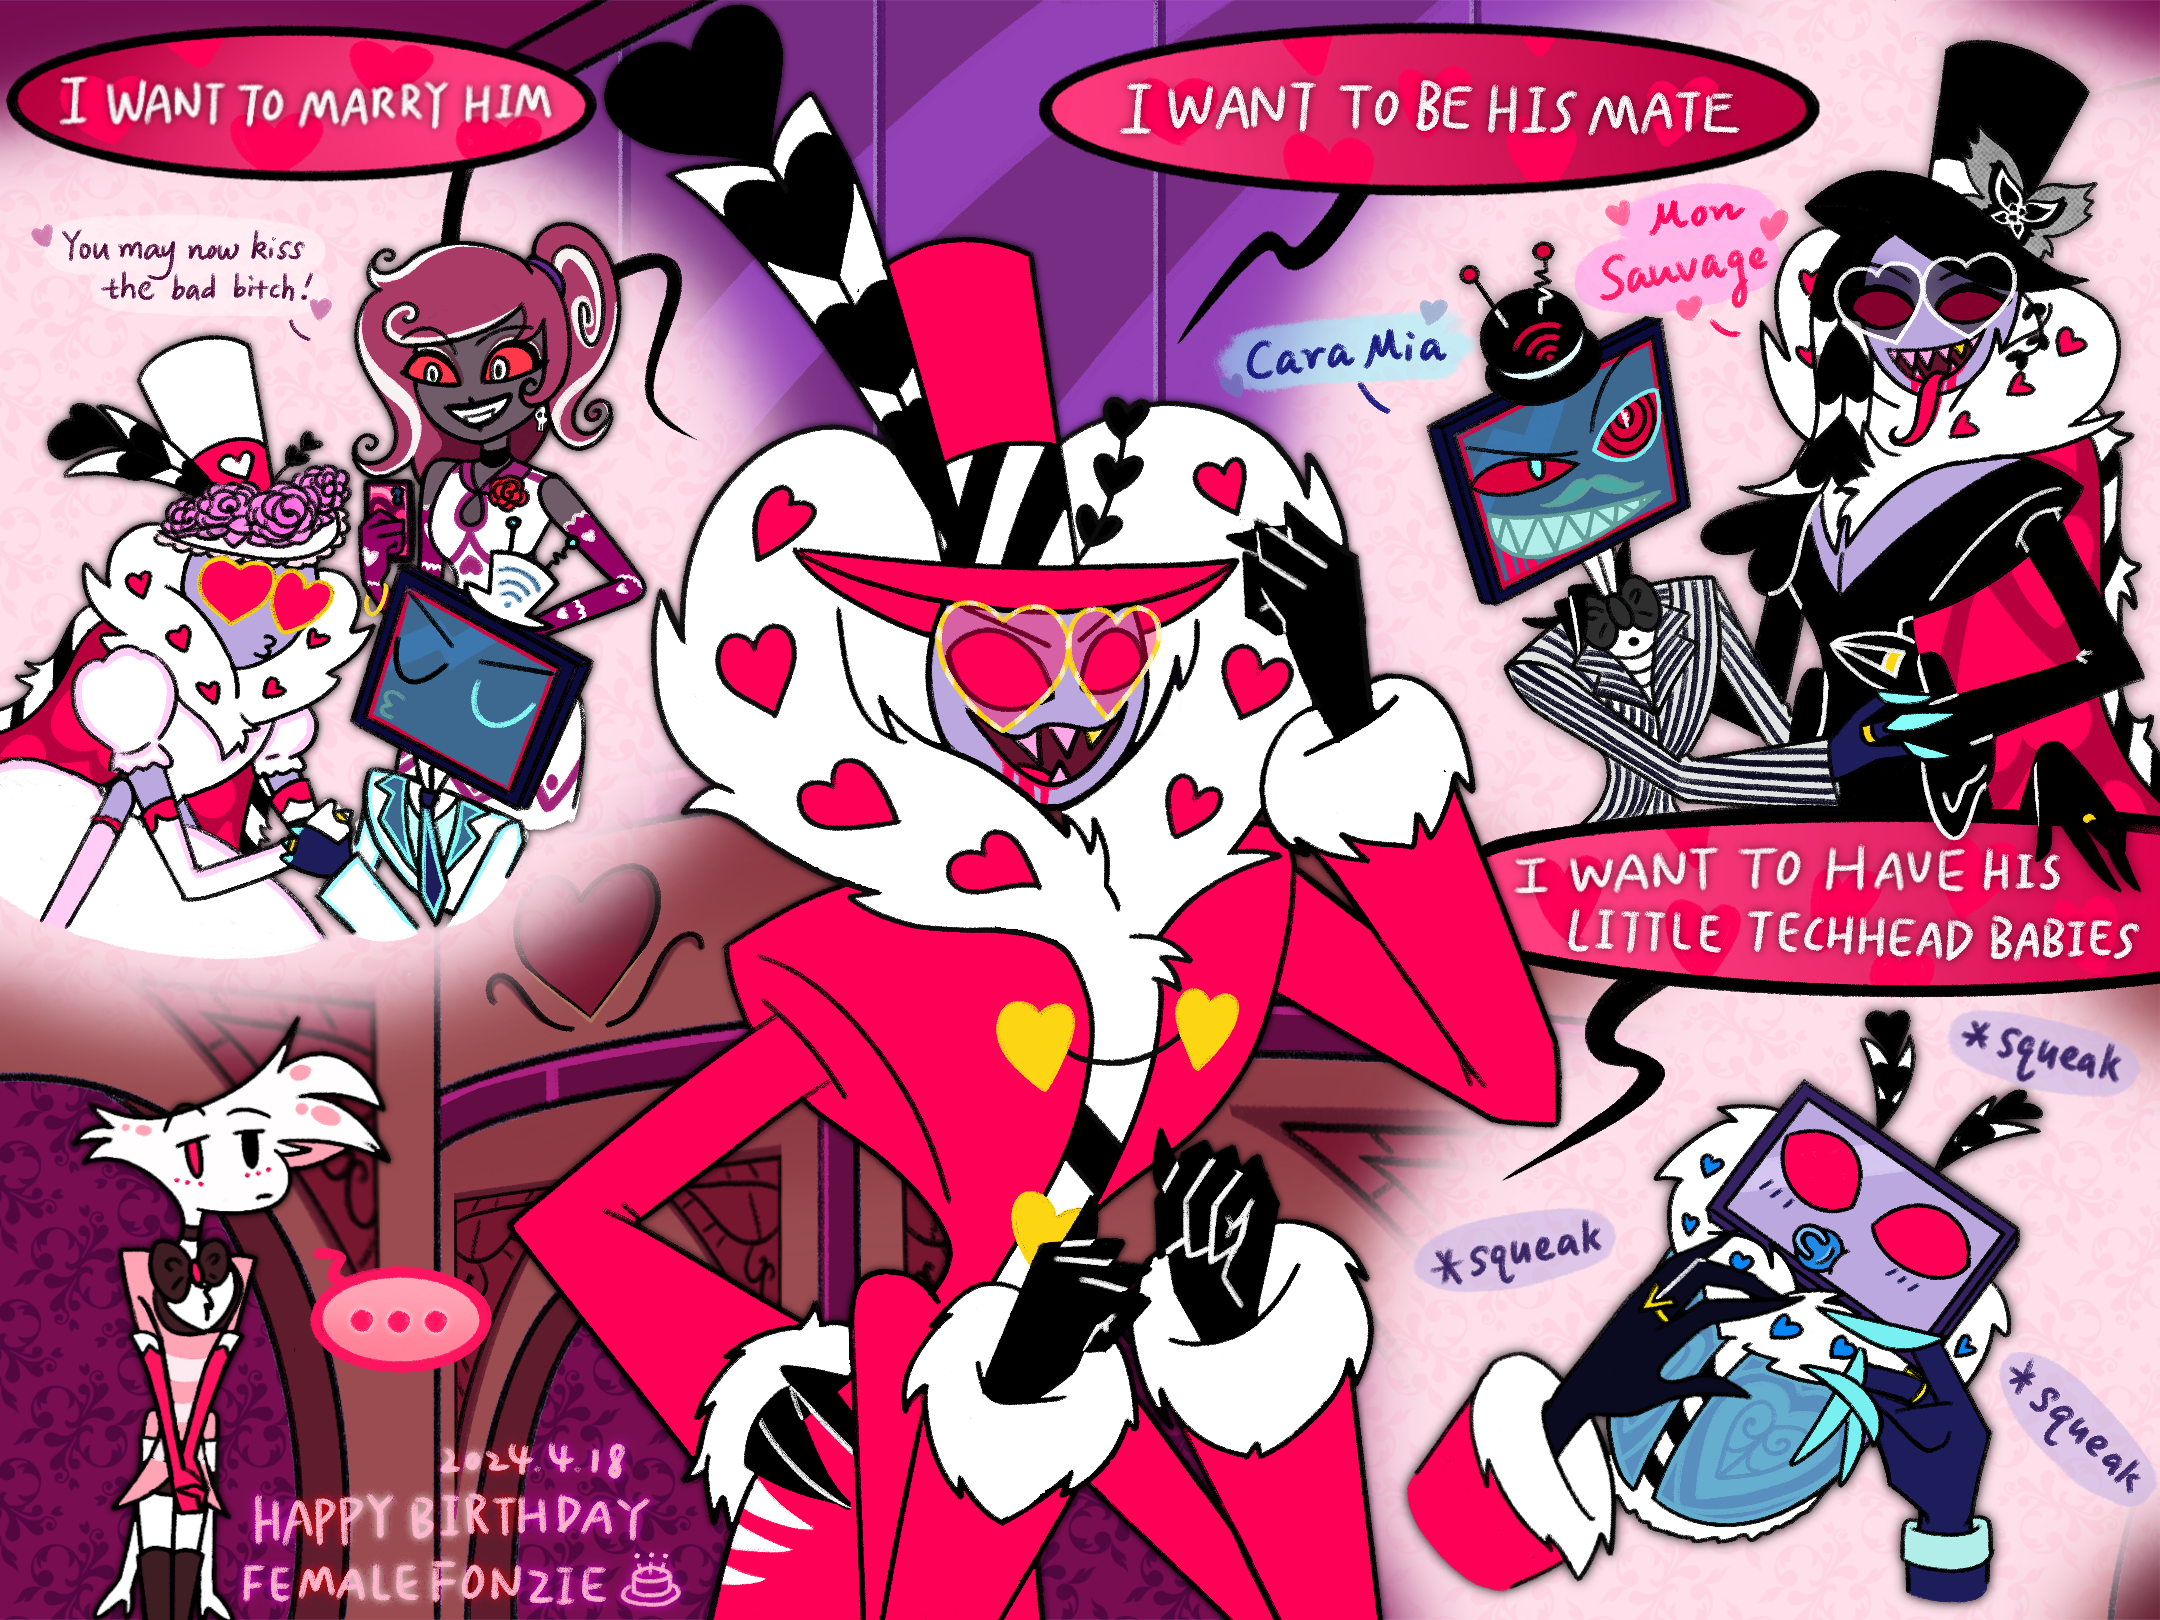 I WANT TO MARRY HIM
You may now kiss
the bad bitch!
I WANT TO BE HIS MATE
Mon
Sauvage
Cara Mia
I WANT TO HAVE HIS
LITTLE TECHHEAD BABIES
*squeak
*squeak
*squeak
2024.4.18
HAPPY BIRTHDAY
FEMALEFONZIE